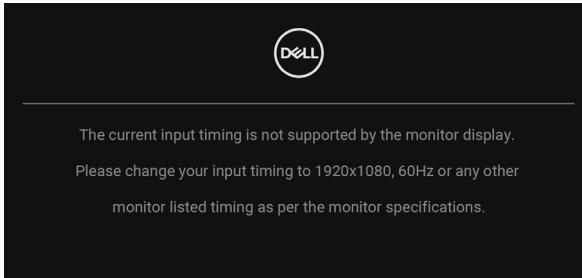 DELL
The current input timing is not supported by the monitor display.
Please change your input timing to 1920x1080, 60Hz or any other
monitor listed timing as per the monitor specifications.